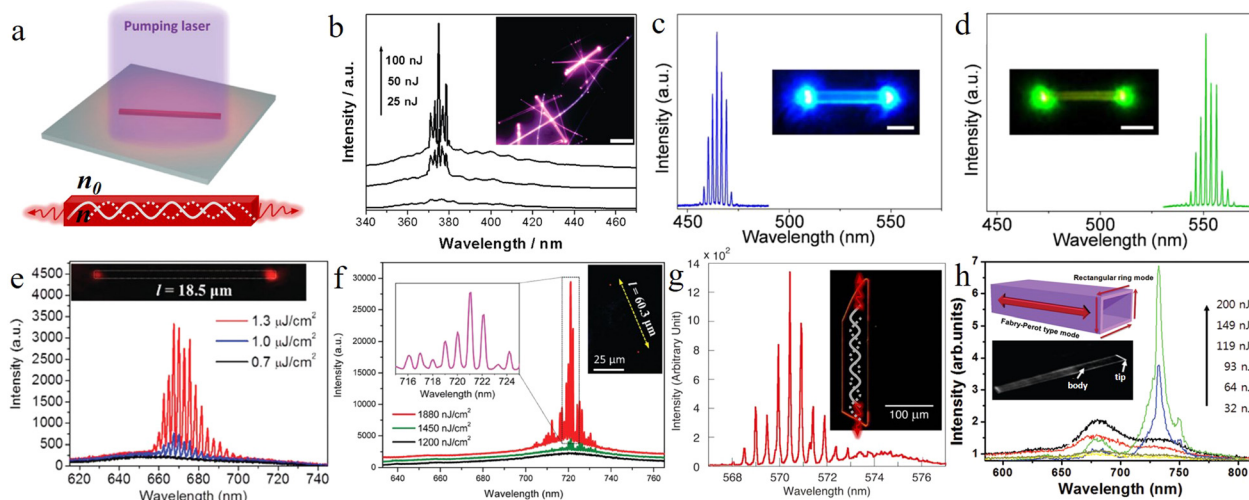 a
Pumping laser
n0
n
b
100 nJ
50 nJ
25 nJ
Intensity / a.u.
340 360 380 400 420 440 460
Wavelength / nm
c
Intensity (a.u.)
450 500 550
Wavelength (nm)
d
Intensity (a.u.)
450 500 550
Wavelength (nm)
e
l = 18.5 μm
1.3 μJ/cm²
1.0 μJ/cm²
0.7 μJ/cm²
4500
4000
3500
3000
2500
2000
1500
1000
500
0
Intensity (a.u.)
620 640 660 680 700 720 740
Wavelength (nm)
f
30000
25000
20000
15000
10000
5000
0
Intensity (a.u.)
716 718 720 722 724
Wavelength (nm)
l = 60.3 μm
25 μm
1880 nJ/cm²
1450 nJ/cm²
1200 nJ/cm²
640 660 680 700 720 740 760
Wavelength (nm)
g
x 10²
14
12
10
8
6
4
2
0
Intensity (Arbitrary Unit)
100 μm
568 570 572 574 576
Wavelength (nm)
h
7
6
5
4
3
2
1
Intensity (arb.units)
Rectangular ring mode
Fabry-Perot type mode
body
tip
200 nJ
149 nJ
119 nJ
93 nJ
64 nJ
32 nJ
600 650 700 750 800
Wavelength (nm)